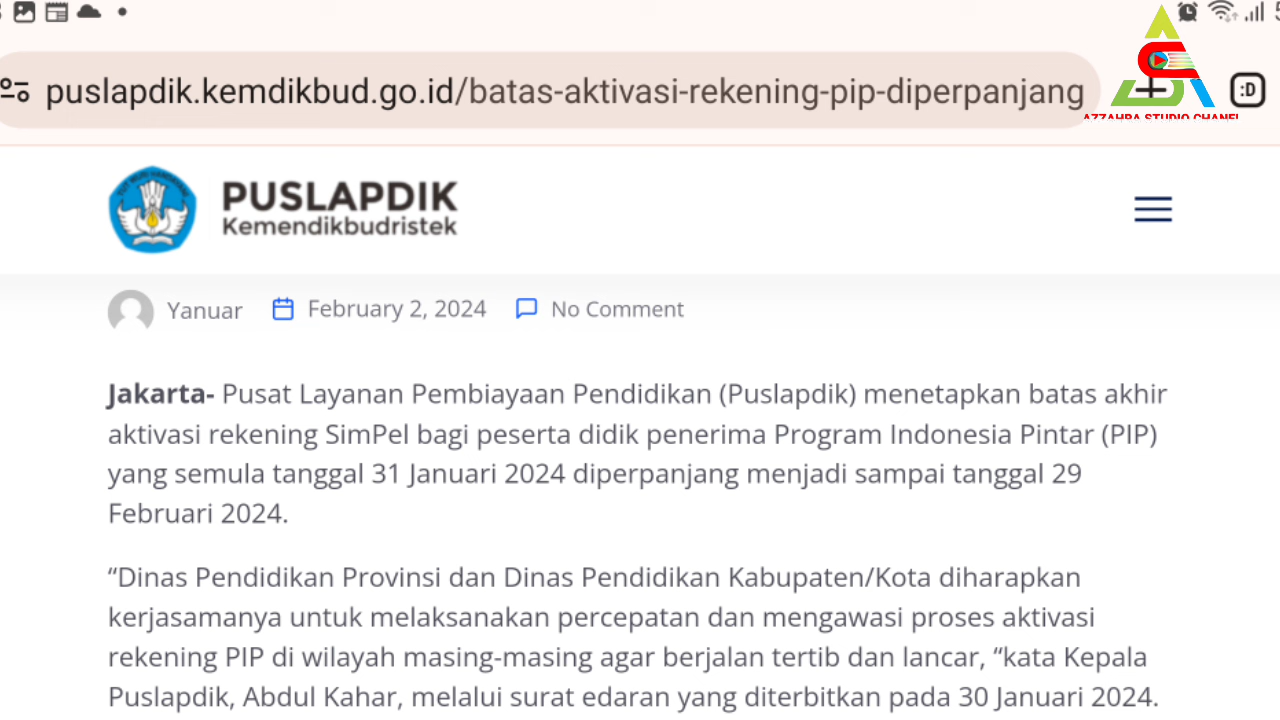 puslapdik.kemdikbud.go.id/batas-aktivasi-rekening-pip-diperpanjang
:D
AZZAHRA STUDIO CHANEL
PUSLAPDIK
Kemendikbudristek
Yanuar February 2, 2024 No Comment
Jakarta- Pusat Layanan Pembiayaan Pendidikan (Puslapdik) menetapkan batas akhir
aktivasi rekening SimPel bagi peserta didik penerima Program Indonesia Pintar (PIP)
yang semula tanggal 31 Januari 2024 diperpanjang menjadi sampai tanggal 29
Februari 2024.
“Dinas Pendidikan Provinsi dan Dinas Pendidikan Kabupaten/Kota diharapkan
kerjasamanya untuk melaksanakan percepatan dan mengawasi proses aktivasi
rekening PIP di wilayah masing-masing agar berjalan tertib dan lancar, “kata Kepala
Puslapdik, Abdul Kahar, melalui surat edaran yang diterbitkan pada 30 Januari 2024.